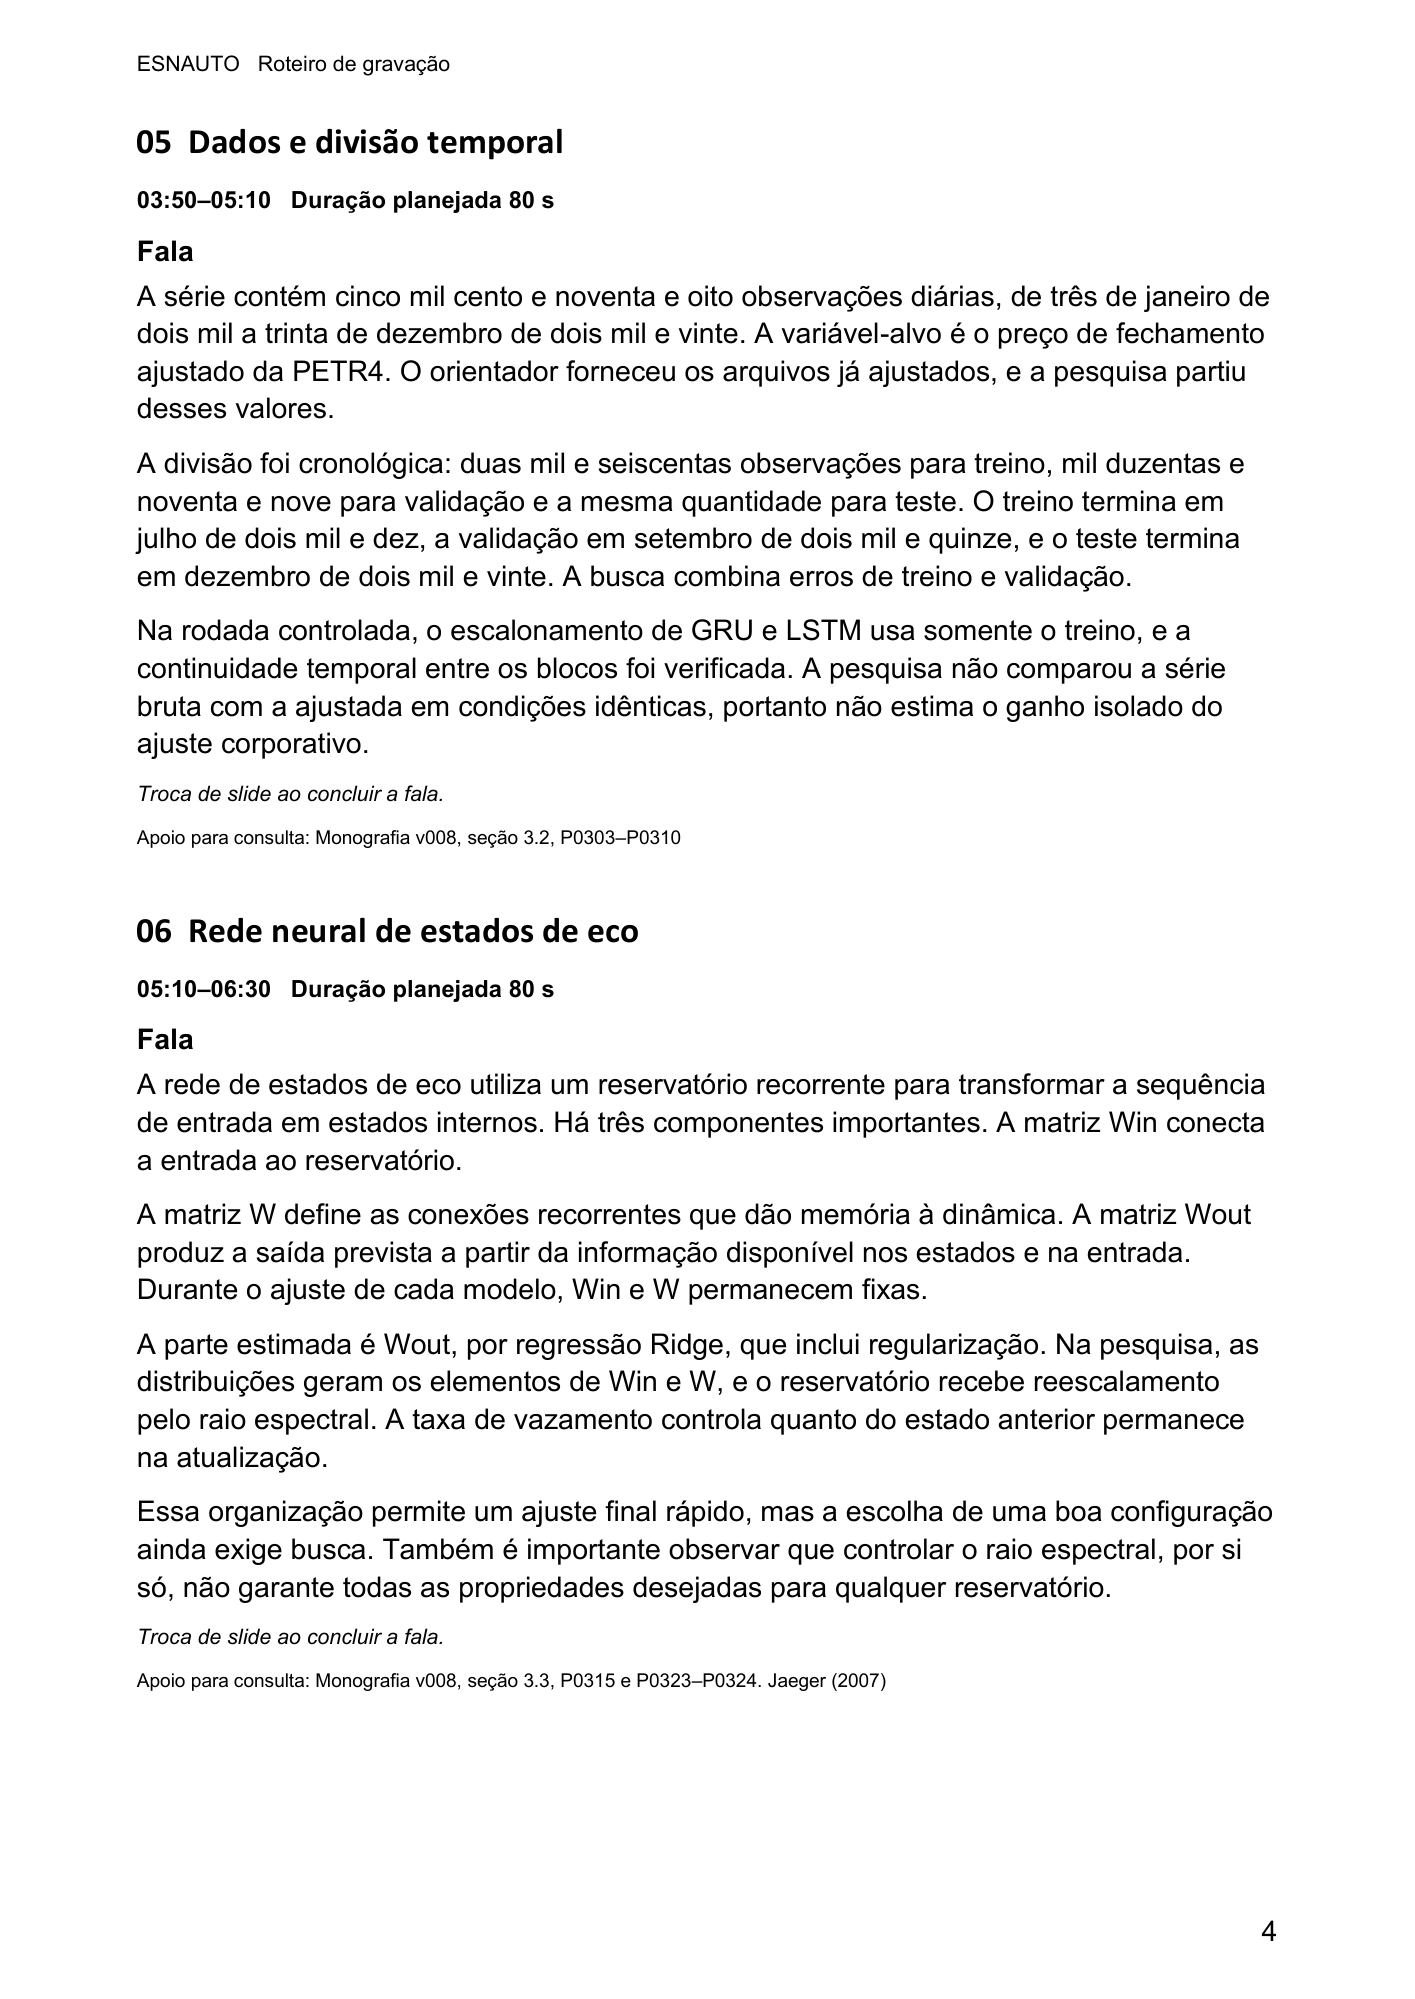 ESNAUTO Roteiro de gravação
05 Dados e divisão temporal
03:50–05:10 Duração planejada 80 s
Fala
A série contém cinco mil cento e noventa e oito observações diárias, de três de janeiro de
dois mil a trinta de dezembro de dois mil e vinte. A variável-alvo é o preço de fechamento
ajustado da PETR4. O orientador forneceu os arquivos já ajustados, e a pesquisa partiu
desses valores.
A divisão foi cronológica: duas mil e seiscentas observações para treino, mil duzentas e
noventa e nove para validação e a mesma quantidade para teste. O treino termina em
julho de dois mil e dez, a validação em setembro de dois mil e quinze, e o teste termina
em dezembro de dois mil e vinte. A busca combina erros de treino e validação.
Na rodada controlada, o escalonamento de GRU e LSTM usa somente o treino, e a
continuidade temporal entre os blocos foi verificada. A pesquisa não comparou a série
bruta com a ajustada em condições idênticas, portanto não estima o ganho isolado do
ajuste corporativo.
Troca de slide ao concluir a fala.
Apoio para consulta: Monografia v008, seção 3.2, P0303–P0310
06 Rede neural de estados de eco
05:10–06:30 Duração planejada 80 s
Fala
A rede de estados de eco utiliza um reservatório recorrente para transformar a sequência
de entrada em estados internos. Há três componentes importantes. A matriz Win conecta
a entrada ao reservatório.
A matriz W define as conexões recorrentes que dão memória à dinâmica. A matriz Wout
produz a saída prevista a partir da informação disponível nos estados e na entrada.
Durante o ajuste de cada modelo, Win e W permanecem fixas.
A parte estimada é Wout, por regressão Ridge, que inclui regularização. Na pesquisa, as
distribuições geram os elementos de Win e W, e o reservatório recebe reescalamento
pelo raio espectral. A taxa de vazamento controla quanto do estado anterior permanece
na atualização.
Essa organização permite um ajuste final rápido, mas a escolha de uma boa configuração
ainda exige busca. Também é importante observar que controlar o raio espectral, por si
só, não garante todas as propriedades desejadas para qualquer reservatório.
Troca de slide ao concluir a fala.
Apoio para consulta: Monografia v008, seção 3.3, P0315 e P0323–P0324. Jaeger (2007)
4